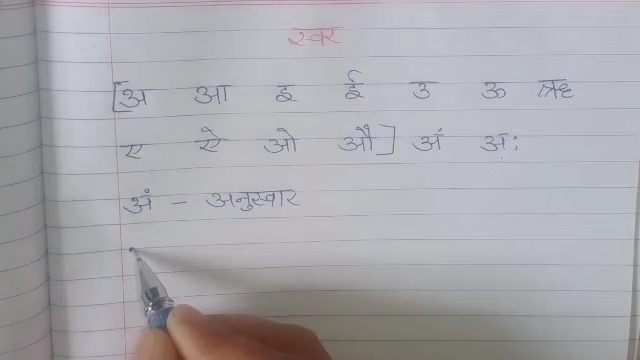 स्वर
[अ आ इ ई उ ऊ ऋ
ए ऐ ओ औ] अं अ:
अं - अनुस्वार